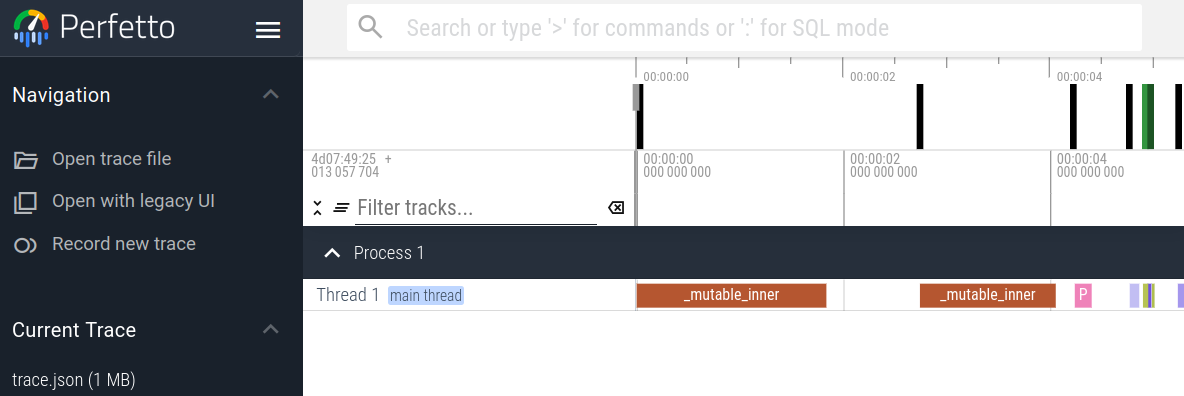 Perfetto
Search or type '>' for commands or ':' for SQL mode
Navigation
Open trace file
Open with legacy UI
Record new trace
Current Trace
trace.json (1 MB)
00:00:00
00:00:02
00:00:04
4d07:49:25 +
013 057 704
00:00:00
000 000 000
00:00:02
000 000 000
00:00:04
000 000 000
Filter tracks...
Process 1
Thread 1 main thread
_mutable_inner
_mutable_inner
P